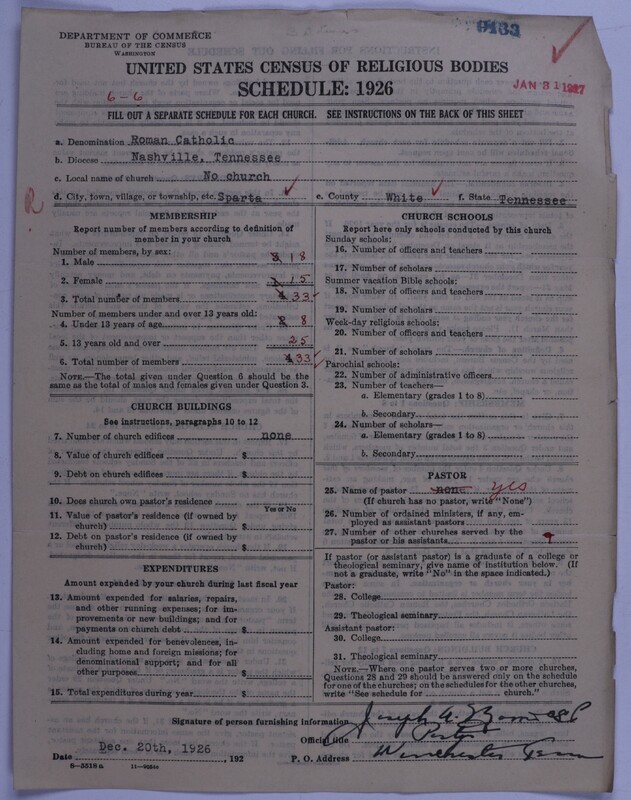 DEPARTMENT OF COMMERCE
BUREAU OF THE CENSUS
WASHINGTON
UNITED STATES CENSUS OF RELIGIOUS BODIES
SCHEDULE: 1926
JAN 31 1927
6-6
FILL OUT A SEPARATE SCHEDULE FOR EACH CHURCH. SEE INSTRUCTIONS ON THE BACK OF THIS SHEET
a. Denomination Roman Catholic
b. Diocese Nashville, Tennessee
c. Local name of church No church
d. City, town, village, or township, etc. Sparta e. County White f. State Tennessee
R
MEMBERSHIP
Report number of members according to definition of
member in your church
Number of members, by sex:
1. Male 18
2. Female 15
3. Total number of members 33
Number of members under and over 13 years old:
4. Under 13 years of age 8
5. 13 years old and over 25
6. Total number of members 33
NOTE.—The total given under Question 6 should be
same as the total of males and females given under Question 3.
CHURCH BUILDINGS
See instructions, paragraphs 10 to 12
7. Number of church edifices none
8. Value of church edifices $
9. Debt on church edifices $
10. Does church own pastor's residence
Yes or No
11. Value of pastor's residence (if owned by
church) $
12. Debt on pastor's residence (if owned by
church) $
EXPENDITURES
Amount expended by your church during last fiscal year
13. Amount expended for salaries, repairs,
and other running expenses; for im-
provements or new buildings; and for
payments on church debt $
14. Amount expended for benevolences, in-
cluding home and foreign missions; for
denominational support; and for all
other purposes $
15. Total expenditures during year $
CHURCH SCHOOLS
Report here only schools conducted by this church
Sunday schools:
16. Number of officers and teachers
17. Number of scholars
Summer vacation Bible schools:
18. Number of officers and teachers
19. Number of scholars
Week-day religious schools:
20. Number of officers and teachers
21. Number of scholars
Parochial schools:
22. Number of administrative officers
23. Number of teachers—
a. Elementary (grades 1 to 8)
b. Secondary
24. Number of scholars—
a. Elementary (grades 1 to 8)
b. Secondary
PASTOR
25. Name of pastor none yes
(If church has no pastor, write "None")
26. Number of ordained ministers, if any, em-
ployed as assistant pastors
27. Number of other churches served by the
pastor or his assistants
If pastor (or assistant pastor) is a graduate of a college or
theological seminary, give name of institution below. (If
not a graduate, write "No" in the space indicated.)
Pastor:
28. College
29. Theological seminary
Assistant pastor:
30. College
31. Theological seminary
NOTE.—Where one pastor serves two or more churches,
Questions 28 and 29 should be answered only on the schedule
for one of the churches; on the schedules for the other churches,
write "See schedule for church."
Signature of person furnishing information Joseph A.
Official title Pastor
Date Dec. 20th, 1926, 192 P. O. Address Winchester Tenn
8-5518a